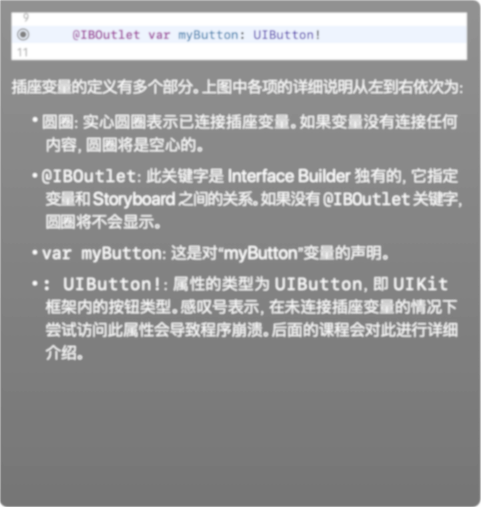 9
@IBOutlet var myButton: UIButton!
11
插座变量的定义有多个部分。上图中各项的详细说明从左到右依次为:
• 圆圈: 实心圆圈表示已连接插座变量。如果变量没有连接任何
内容, 圆圈将是空心的。
• @IBOutlet: 此关键字是 Interface Builder 独有的, 它指定
变量和 Storyboard 之间的关系。如果没有 @IBOutlet 关键字,
圆圈将不会显示。
• var myButton: 这是对“myButton”变量的声明。
• : UIButton!: 属性的类型为 UIButton, 即 UIKit
框架内的按钮类型。感叹号表示, 在未连接插座变量的情况下
尝试访问此属性会导致程序崩溃。后面的课程会对此进行详细
介绍。